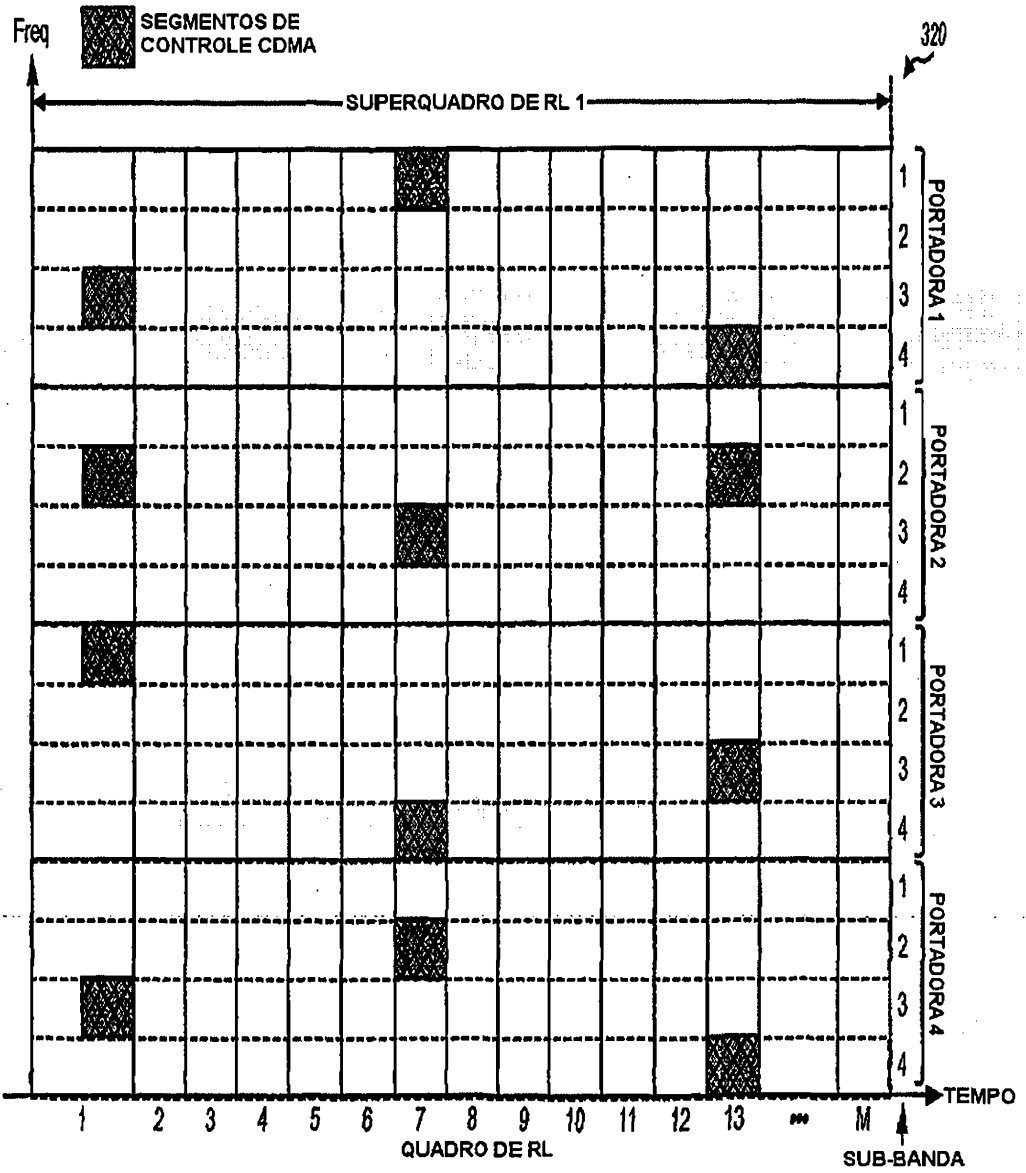 Freq
SEGMENTOS DE
CONTROLE CDMA
320
SUPERQUADRO DE RL 1
1
2
3
4
PORTADORA 1
1
2
3
4
PORTADORA 2
1
2
3
4
PORTADORA 3
1
2
3
4
PORTADORA 4
TEMPO
1 2 3 4 5 6 7 8 9 10 11 12 13 ... M
QUADRO DE RL
SUB-BANDA